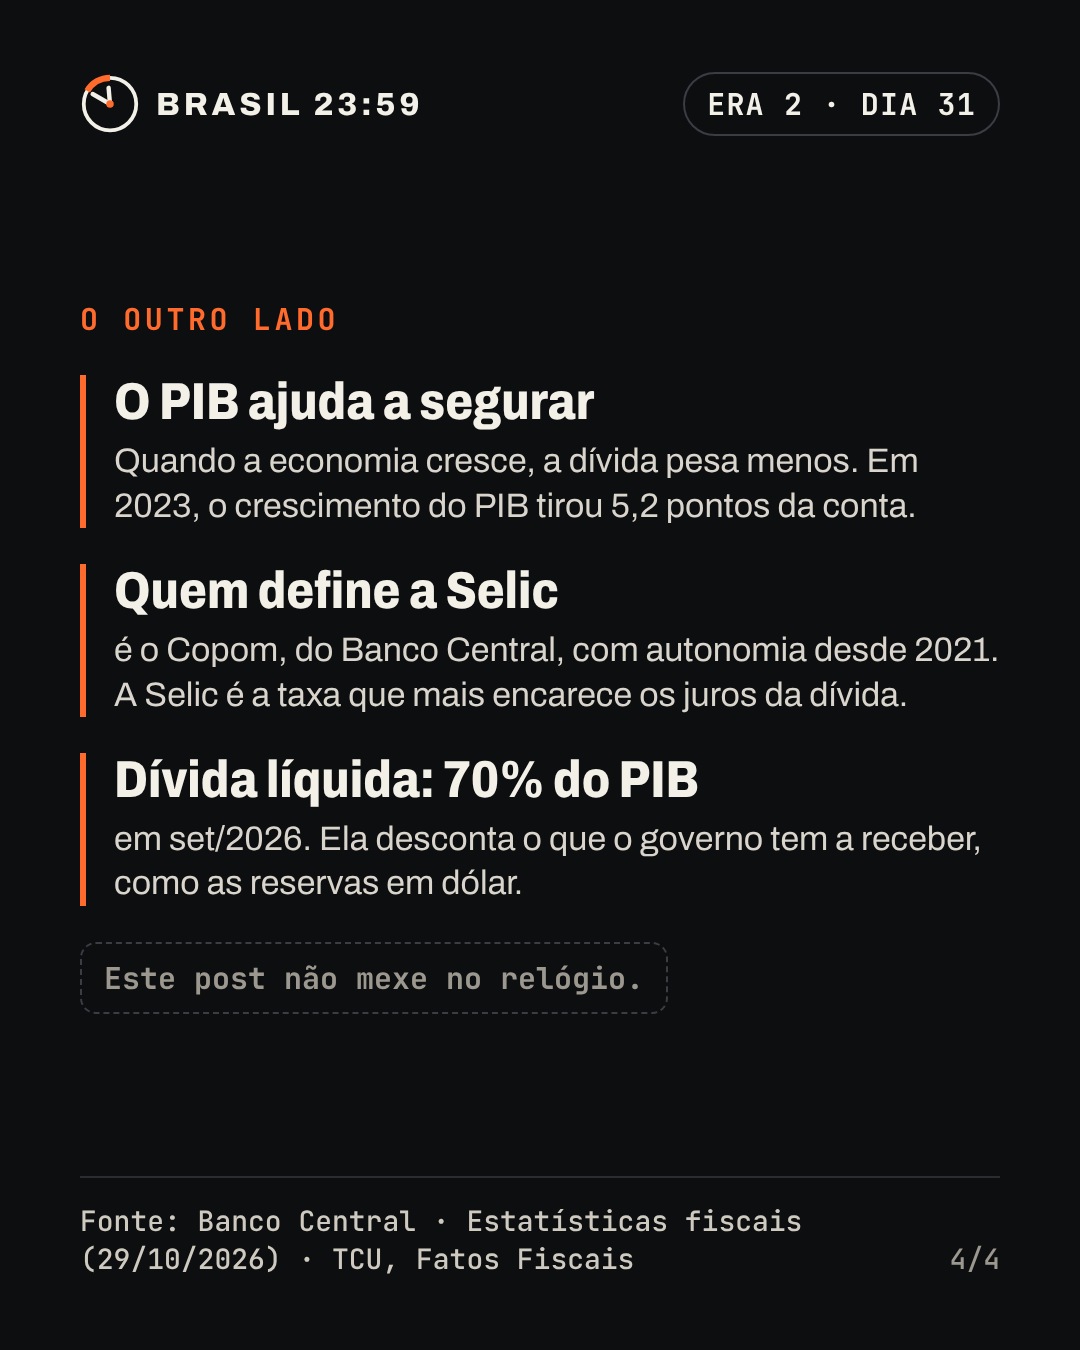 BRASIL 23:59
ERA 2 · DIA 31
O OUTRO LADO
O PIB ajuda a segurar
Quando a economia cresce, a dívida pesa menos. Em
2023, o crescimento do PIB tirou 5,2 pontos da conta.
Quem define a Selic
é o Copom, do Banco Central, com autonomia desde 2021.
A Selic é a taxa que mais encarece os juros da dívida.
Dívida líquida: 70% do PIB
em set/2026. Ela desconta o que o governo tem a receber,
como as reservas em dólar.
Este post não mexe no relógio.
Fonte: Banco Central · Estatísticas fiscais
(29/10/2026) · TCU, Fatos Fiscais
4/4